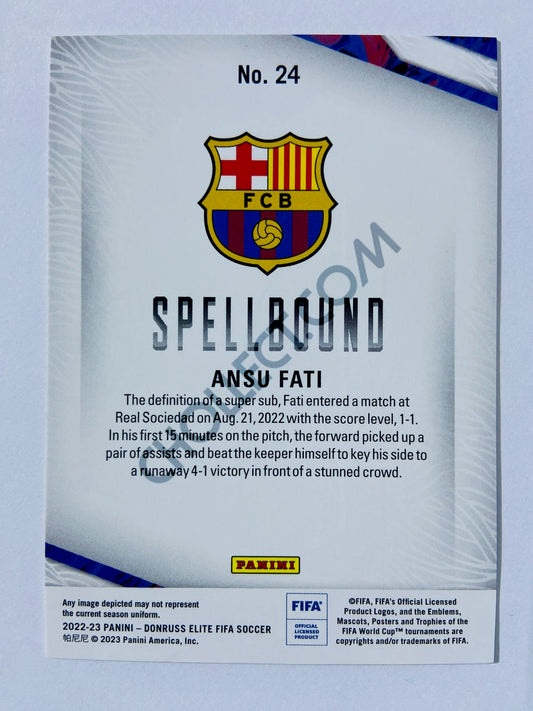 No. 24
FCB
SPELLBOUND
ANSU FATI
The definition of a super sub, Fati entered a match at
Real Sociedad on Aug. 21, 2022 with the score level, 1-1.
In his first 15 minutes on the pitch, the forward picked up a
pair of assists and beat the keeper himself to key his side to
a runaway 4-1 victory in front of a stunned crowd.
CHOLLECT.COM
PANINI
Any image depicted may not represent
the current season uniform.
2022-23 PANINI – DONRUSS ELITE FIFA SOCCER
帕尼尼 © 2023 Panini America, Inc.
FIFA®
OFFICIAL
LICENSED
PRODUCT
©FIFA, FIFA's Official Licensed
Product Logos, and the Emblems,
Mascots, Posters and Trophies of the
FIFA World Cup™ tournaments are
copyrights and/or trademarks of FIFA.